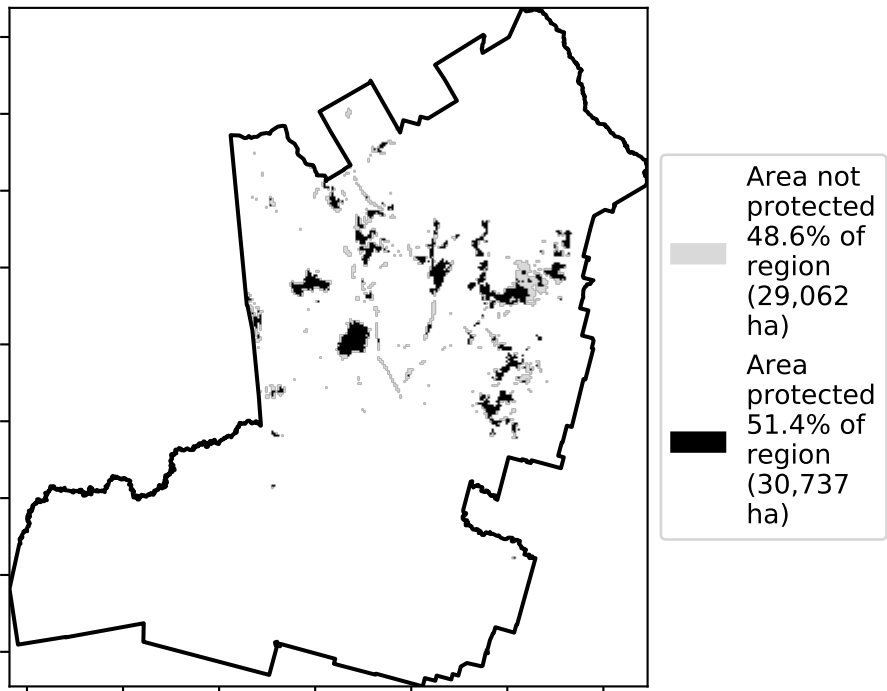 Area not
protected
48.6% of
region
(29,062
ha)
Area
protected
51.4% of
region
(30,737
ha)